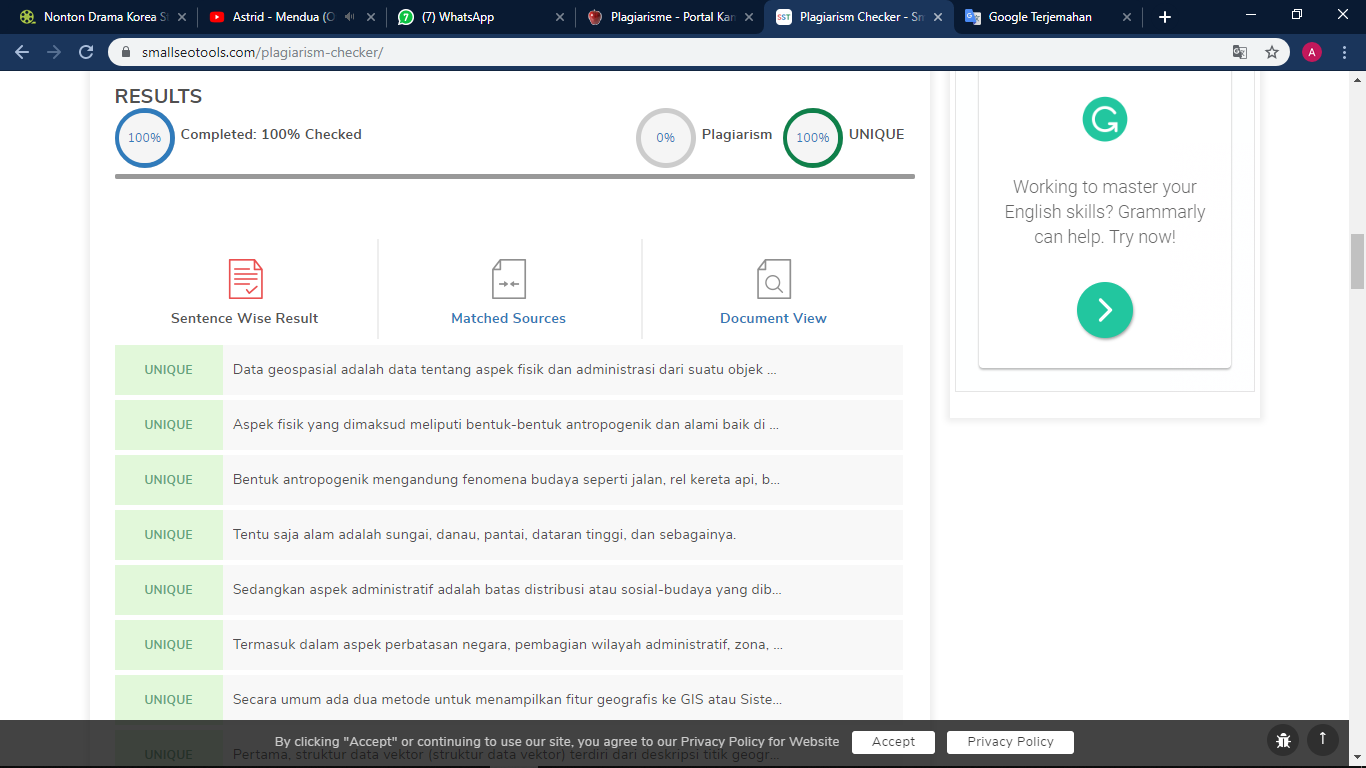 Nonton Drama Korea S
Astrid - Mendua (O
(7) WhatsApp
Plagiarisme - Portal Kan
Plagiarism Checker - Sm
Google Terjemahan
smallseotools.com/plagiarism-checker/
A
RESULTS
100%
Completed: 100% Checked
0%
Plagiarism
100%
UNIQUE
Working to master your
English skills? Grammarly
can help. Try now!
Sentence Wise Result
Matched Sources
Document View
UNIQUE Data geospasial adalah data tentang aspek fisik dan administrasi dari suatu objek ...
UNIQUE Aspek fisik yang dimaksud meliputi bentuk-bentuk antropogenik dan alami baik di ...
UNIQUE Bentuk antropogenik mengandung fenomena budaya seperti jalan, rel kereta api, b...
UNIQUE Tentu saja alam adalah sungai, danau, pantai, dataran tinggi, dan sebagainya.
UNIQUE Sedangkan aspek administratif adalah batas distribusi atau sosial-budaya yang dib...
UNIQUE Termasuk dalam aspek perbatasan negara, pembagian wilayah administratif, zona, ...
UNIQUE Secara umum ada dua metode untuk menampilkan fitur geografis ke GIS atau Siste...
UNIQUE Pertama, struktur data vektor (struktur data vektor) terdiri dari deskripsi titik geogr...
By clicking "Accept" or continuing to use our site, you agree to our Privacy Policy for Website
Accept
Privacy Policy